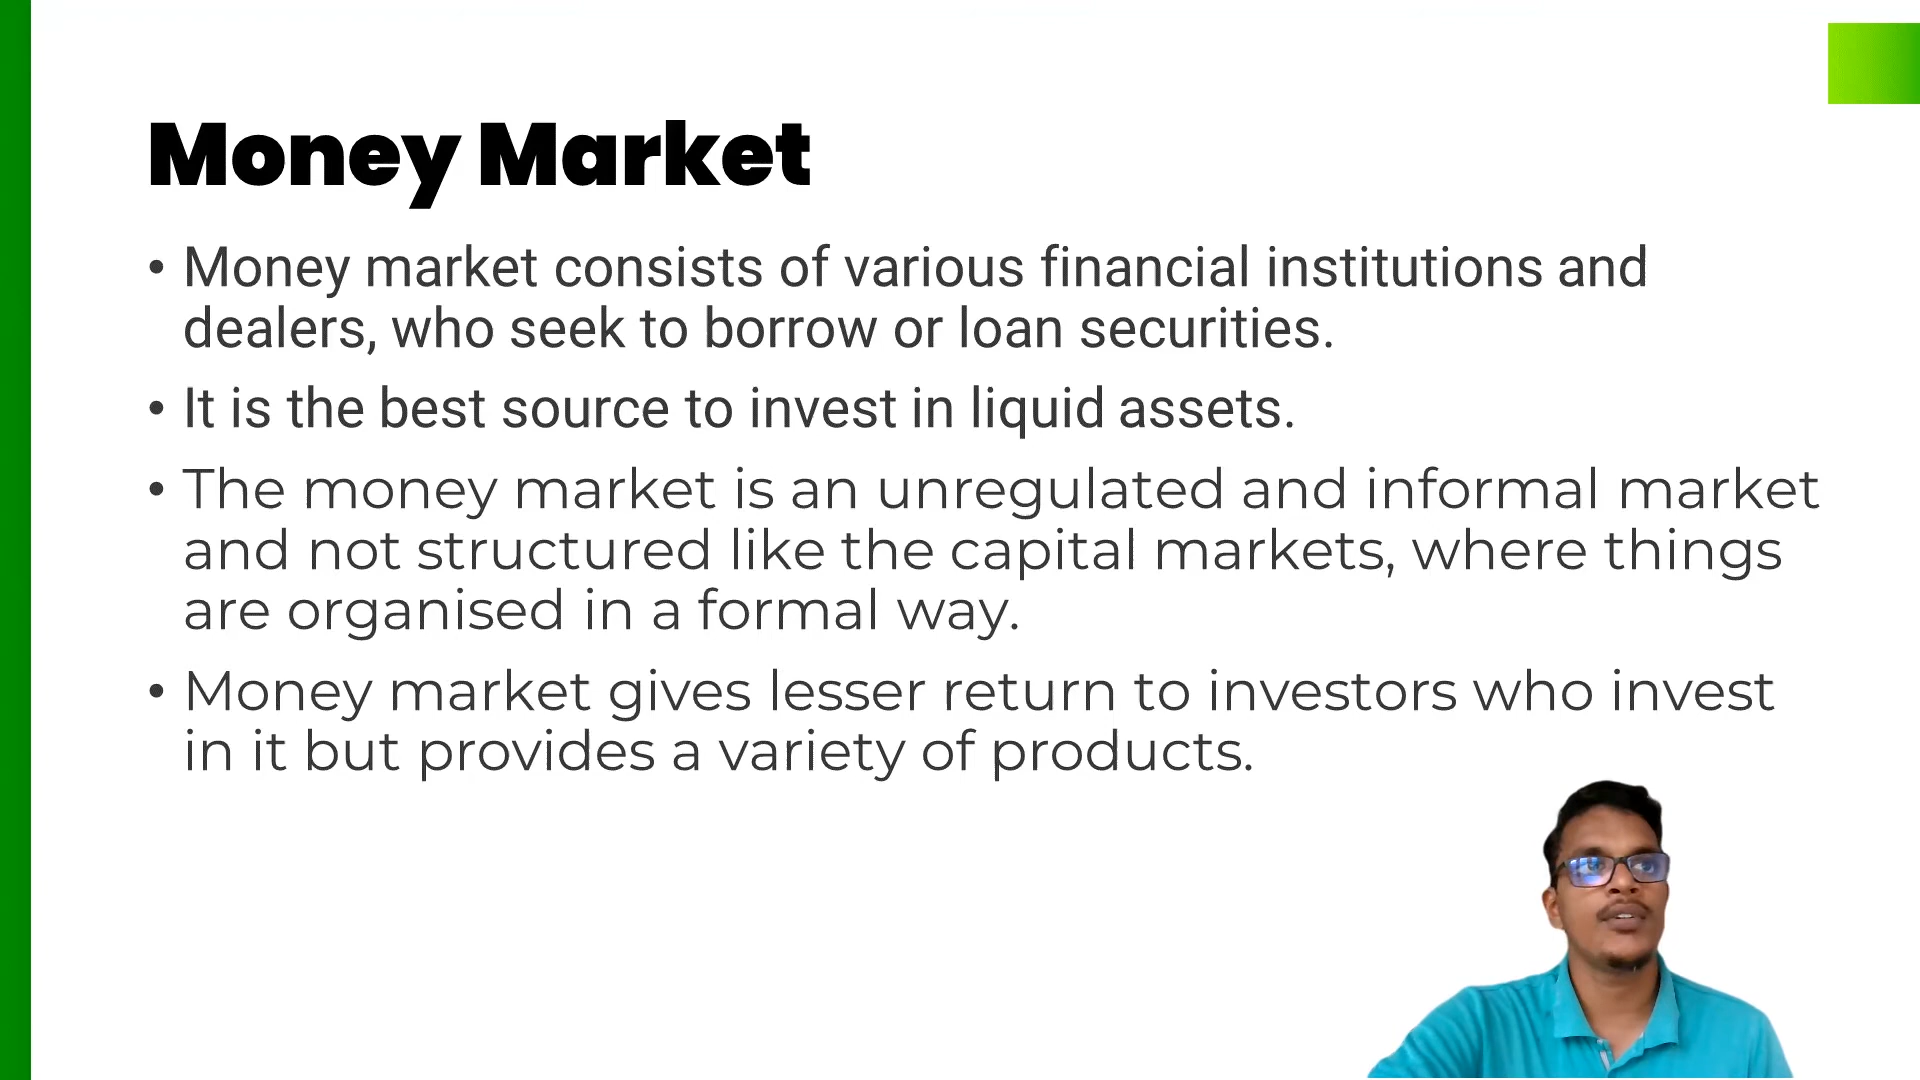 Money Market
• Money market consists of various financial institutions and
dealers, who seek to borrow or loan securities.
• It is the best source to invest in liquid assets.
• The money market is an unregulated and informal market
and not structured like the capital markets, where things
are organised in a formal way.
• Money market gives lesser return to investors who invest
in it but provides a variety of products.